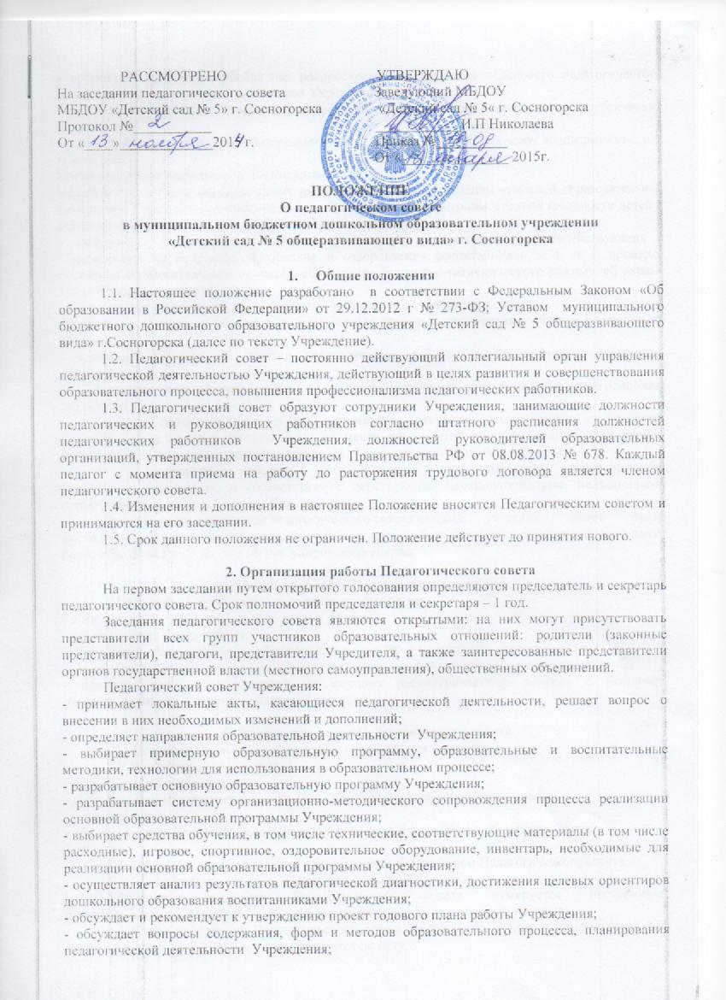 РАССМОТРЕНО
На заседании педагогического совета
МБДОУ «Детский сад № 5» г. Сосногорска
Протокол № 2
От « 13 » ноября 2014 г.
УТВЕРЖДАЮ
Заведующий МБДОУ
«Детский сад № 5« г. Сосногорска
И.П Николаева
Приказ №
От « января 2015г.
ПОЛОЖЕНИЕ
О педагогическом совете
в муниципальном бюджетном дошкольном образовательном учреждении
«Детский сад № 5 общеразвивающего вида» г. Сосногорска
1. Общие положения
1.1. Настоящее положение разработано в соответствии с Федеральным Законом «Об
образовании в Российской Федерации» от 29.12.2012 г № 273-ФЗ; Уставом муниципального
бюджетного дошкольного образовательного учреждения «Детский сад № 5 общеразвивающего
вида» г.Сосногорска (далее по тексту Учреждение).
1.2. Педагогический совет – постоянно действующий коллегиальный орган управления
педагогической деятельностью Учреждения, действующий в целях развития и совершенствования
образовательного процесса, повышения профессионализма педагогических работников.
1.3. Педагогический совет образуют сотрудники Учреждения, занимающие должности
педагогических и руководящих работников согласно штатного расписания должностей
педагогических работников Учреждения, должностей руководителей образовательных
организаций, утвержденных постановлением Правительства РФ от 08.08.2013 № 678. Каждый
педагог с момента приема на работу до расторжения трудового договора является членом
педагогического совета.
1.4. Изменения и дополнения в настоящее Положение вносятся Педагогическим советом и
принимаются на его заседании.
1.5. Срок данного положения не ограничен. Положение действует до принятия нового.
2. Организация работы Педагогического совета
На первом заседании путем открытого голосования определяются председатель и секретарь
педагогического совета. Срок полномочий председателя и секретаря – 1 год.
Заседания педагогического совета являются открытыми: на них могут присутствовать
представители всех групп участников образовательных отношений: родители (законные
представители), педагоги, представители Учредителя, а также заинтересованные представители
органов государственной власти (местного самоуправления), общественных объединений.
Педагогический совет Учреждения:
- принимает локальные акты, касающиеся педагогической деятельности, решает вопрос о
внесении в них необходимых изменений и дополнений;
- определяет направления образовательной деятельности Учреждения;
- выбирает примерную образовательную программу, образовательные и воспитательные
методики, технологии для использования в образовательном процессе;
- разрабатывает основную образовательную программу Учреждения;
- разрабатывает систему организационно-методического сопровождения процесса реализации
основной образовательной программы Учреждения;
- выбирает средства обучения, в том числе технические, соответствующие материалы (в том числе
расходные), игровое, спортивное, оздоровительное оборудование, инвентарь, необходимые для
реализации основной образовательной программы Учреждения;
- осуществляет анализ результатов педагогической диагностики, достижения целевых ориентиров
дошкольного образования воспитанниками Учреждения;
- обсуждает и рекомендует к утверждению проект годового плана работы Учреждения;
- обсуждает вопросы содержания, форм и методов образовательного процесса, планирования
педагогической деятельности Учреждения;